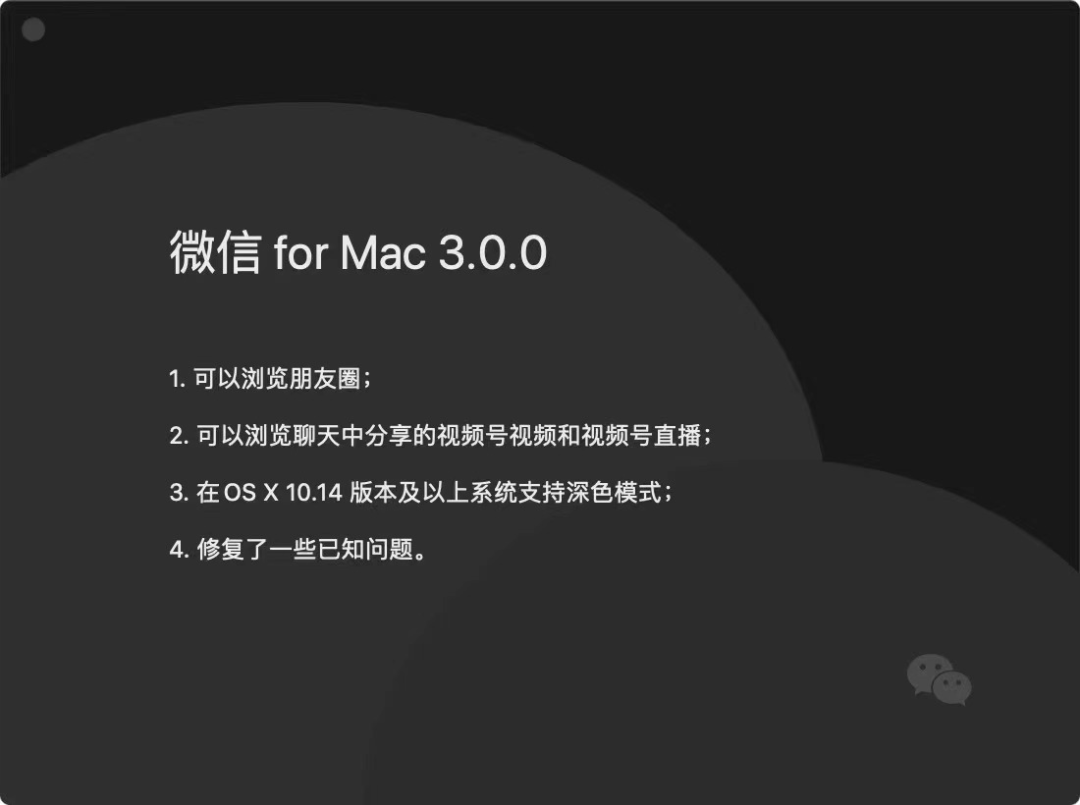 微信 for Mac 3.0.0
1. 可以浏览朋友圈；
2. 可以浏览聊天中分享的视频号视频和视频号直播；
3. 在OS X 10.14 版本及以上系统支持深色模式；
4. 修复了一些已知问题。